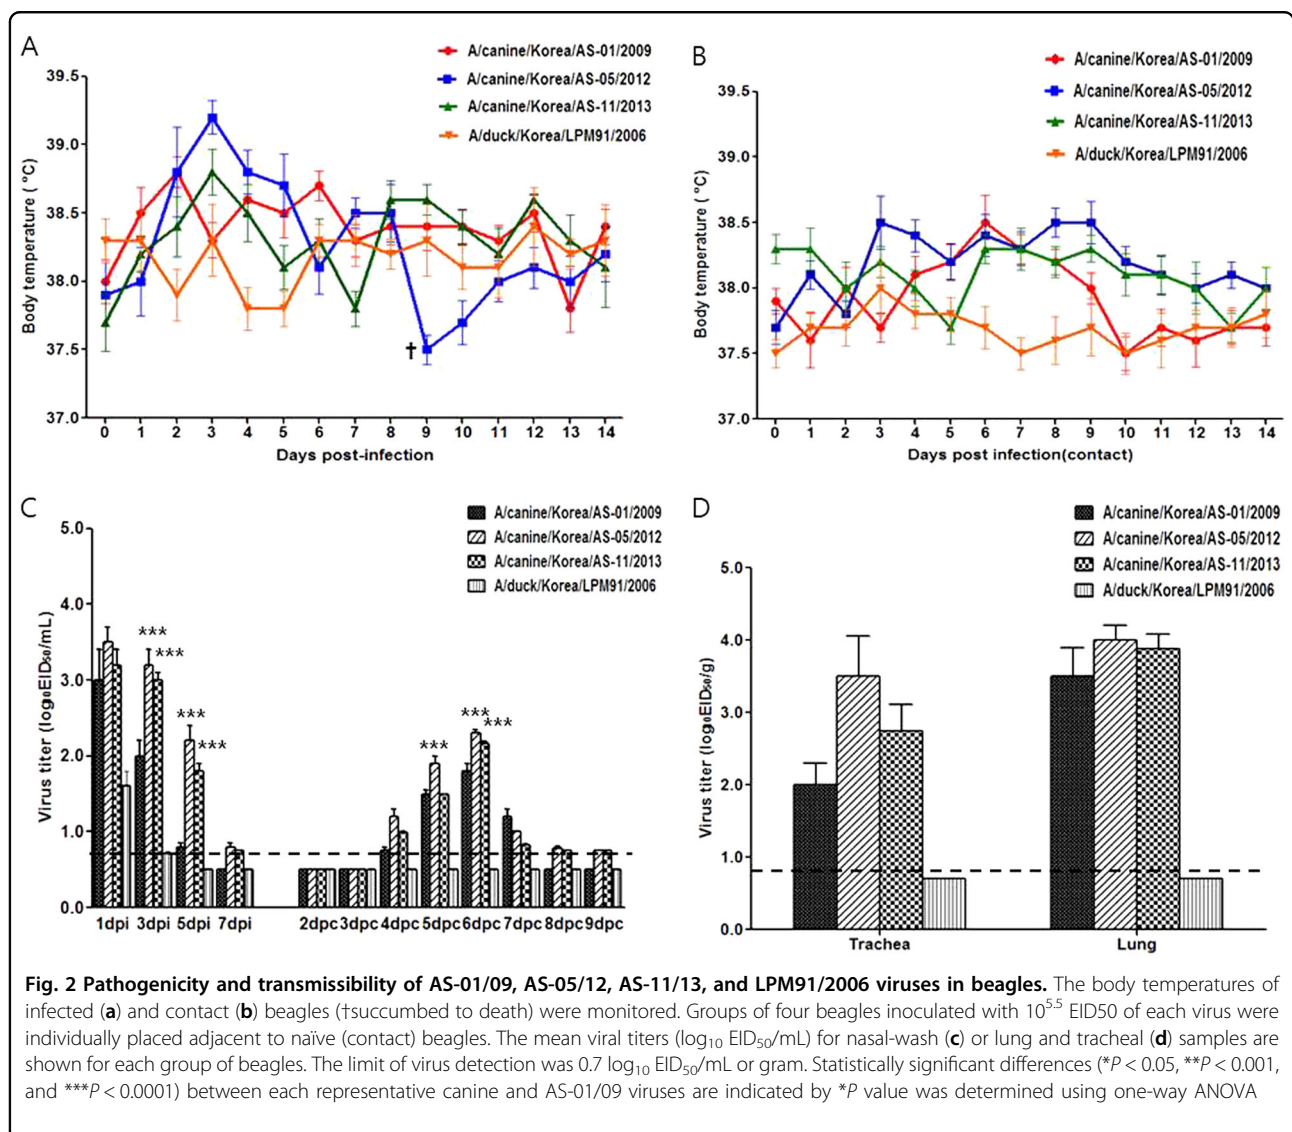 A
A/canine/Korea/AS-01/2009
A/canine/Korea/AS-05/2012
A/canine/Korea/AS-11/2013
A/duck/Korea/LPM91/2006
Body temperature ( °C)
39.5
39.0
38.5
38.0
37.5
37.0
†
0 1 2 3 4 5 6 7 8 9 10 11 12 13 14
Days post-infection
B
A/canine/Korea/AS-01/2009
A/canine/Korea/AS-05/2012
A/canine/Korea/AS-11/2013
A/duck/Korea/LPM91/2006
Body temperature ( °C)
39.5
39.0
38.5
38.0
37.5
37.0
0 1 2 3 4 5 6 7 8 9 10 11 12 13 14
Days post infection(contact)
C
A/canine/Korea/AS-01/2009
A/canine/Korea/AS-05/2012
A/canine/Korea/AS-11/2013
A/duck/Korea/LPM91/2006
Virus titer (log₁₀EID₅₀/mL)
5.0
4.0
3.0
2.0
1.0
0.0
*** ***
*** ***
***
*** ***
1dpi 3dpi 5dpi 7dpi 2dpc 3dpc 4dpc 5dpc 6dpc 7dpc 8dpc 9dpc
D
A/canine/Korea/AS-01/2009
A/canine/Korea/AS-05/2012
A/canine/Korea/AS-11/2013
A/duck/Korea/LPM91/2006
Virus titer (log₁₀EID₅₀/g)
5.0
4.0
3.0
2.0
1.0
0.0
Trachea Lung
Fig. 2 Pathogenicity and transmissibility of AS-01/09, AS-05/12, AS-11/13, and LPM91/2006 viruses in beagles. The body temperatures of
infected (a) and contact (b) beagles (†succumbed to death) were monitored. Groups of four beagles inoculated with 10⁵·⁵ EID50 of each virus were
individually placed adjacent to naïve (contact) beagles. The mean viral titers (log₁₀ EID₅₀/mL) for nasal-wash (c) or lung and tracheal (d) samples are
shown for each group of beagles. The limit of virus detection was 0.7 log₁₀ EID₅₀/mL or gram. Statistically significant differences (*P < 0.05, **P < 0.001,
and ***P < 0.0001) between each representative canine and AS-01/09 viruses are indicated by *P value was determined using one-way ANOVA